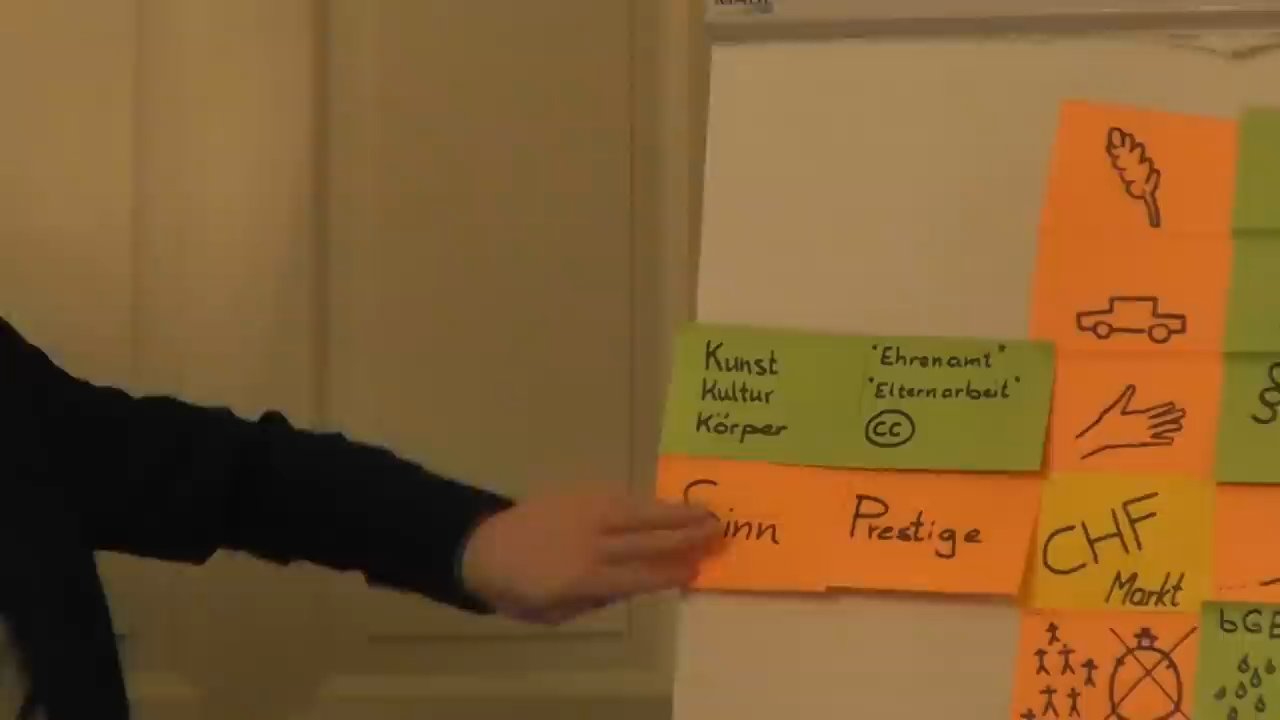 Kunst
Kultur
Körper
"Ehrenamt"
"Elternarbeit"
CC
Sinn
Prestige
CHF
Markt
§
bGE